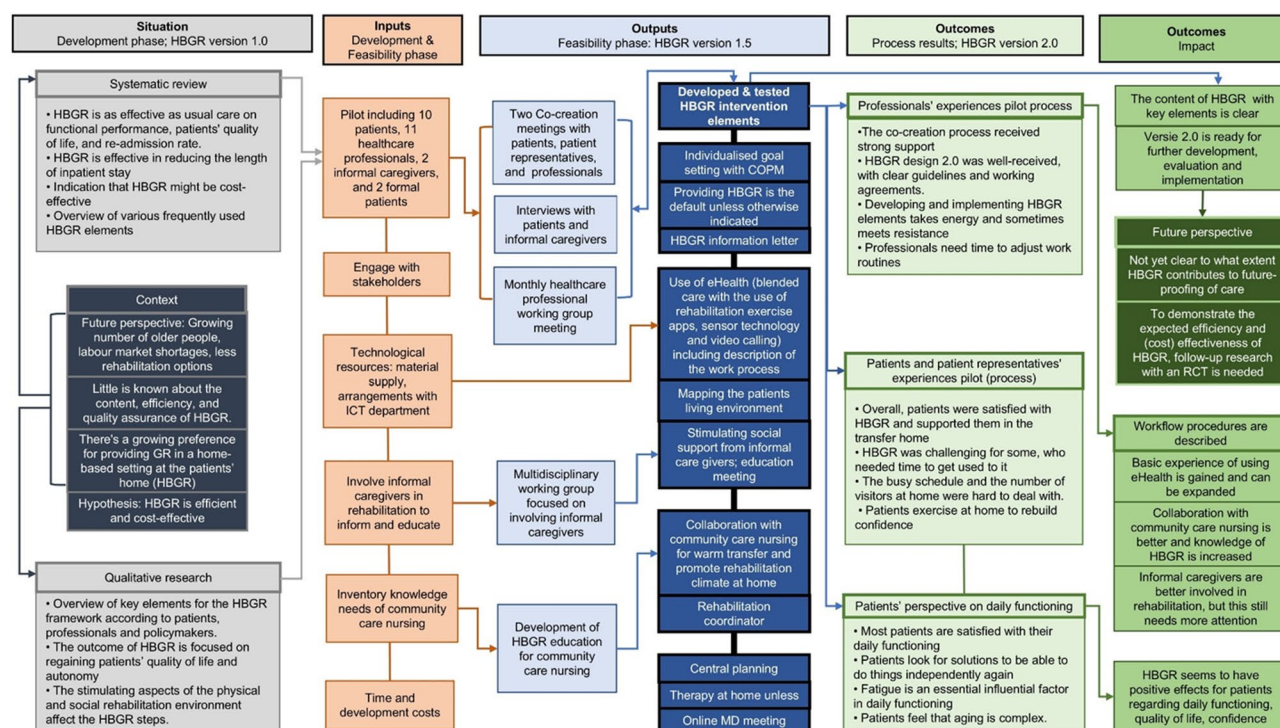 Situation
Development phase; HBGR version 1.0
Systematic review
• HBGR is as effective as usual care on
functional performance, patients' quality
of life, and re-admission rate.
• HBGR is effective in reducing the length
of inpatient stay
• Indication that HBGR might be cost-
effective
• Overview of various frequently used
HBGR elements
Context
Future perspective: Growing
number of older people,
labour market shortages, less
rehabilitation options
Little is known about the
content, efficiency, and
quality assurance of HBGR.
There's a growing preference
for providing GR in a home-
based setting at the patients'
home (HBGR)
Hypothesis: HBGR is efficient
and cost-effective
Qualitative research
• Overview of key elements for the HBGR
framework according to patients,
professionals and policymakers.
• The outcome of HBGR is focused on
regaining patients' quality of life and
autonomy
• The stimulating aspects of the physical
and social rehabilitation environment
affect the HBGR steps.
Inputs
Development &
Feasibility phase
Pilot including 10
patients, 11
healthcare
professionals, 2
informal caregivers,
and 2 formal
patients
Engage with
stakeholders
Technological
resources: material
supply,
arrangements with
ICT department
Involve informal
caregivers in
rehabilitation to
inform and educate
Inventory knowledge
needs of community
care nursing
Time and
development costs
Outputs
Feasibility phase: HBGR version 1.5
Two Co-creation
meetings with
patients, patient
representatives,
and professionals
Interviews with
patients and
informal caregivers
Monthly healthcare
professional
working group
meeting
Multidisciplinary
working group
focused on
involving informal
caregivers
Development of
HBGR education
for community
care nursing
Developed & tested
HBGR intervention
elements
Individualised goal
setting with COPM
Providing HBGR is the
default unless otherwise
indicated
HBGR information letter
Use of eHealth (blended
care with the use of
rehabilitation exercise
apps, sensor technology
and video calling)
including description of
the work process
Mapping the patients
living environment
Stimulating social
support from informal
care givers; education
meeting
Collaboration with
community care nursing
for warm transfer and
promote rehabilitation
climate at home
Rehabilitation
coordinator
Central planning
Therapy at home unless
Online MD meeting
Outcomes
Process results; HBGR version 2.0
Professionals' experiences pilot process
•The co-creation process received
strong support
• HBGR design 2.0 was well-received,
with clear guidelines and working
agreements.
• Developing and implementing HBGR
elements takes energy and sometimes
meets resistance
• Professionals need time to adjust work
routines
Patients and patient representatives'
experiences pilot (process)
• Overall, patients were satisfied with
HBGR and supported them in the
transfer home
• HBGR was challenging for some, who
needed time to get used to it
• The busy schedule and the number of
visitors at home were hard to deal with.
• Patients exercise at home to rebuild
confidence
Patients' perspective on daily functioning
• Most patients are satisfied with their
daily functioning
• Patients look for solutions to be able to
do things independently again
• Fatigue is an essential influential factor
in daily functioning
• Patients feel that aging is complex.
Outcomes
Impact
The content of HBGR with
key elements is clear
Versie 2.0 is ready for
further development,
evaluation and
implementation
Future perspective
Not yet clear to what extent
HBGR contributes to future-
proofing of care
To demonstrate the
expected efficiency and
(cost) effectiveness of
HBGR, follow-up research
with an RCT is needed
Workflow procedures are
described
Basic experience of using
eHealth is gained and can
be expanded
Collaboration with
community care nursing is
better and knowledge of
HBGR is increased
Informal caregivers are
better involved in
rehabilitation, but this still
needs more attention
HBGR seems to have
positive effects for patients
regarding daily functioning,
quality of life, confidence